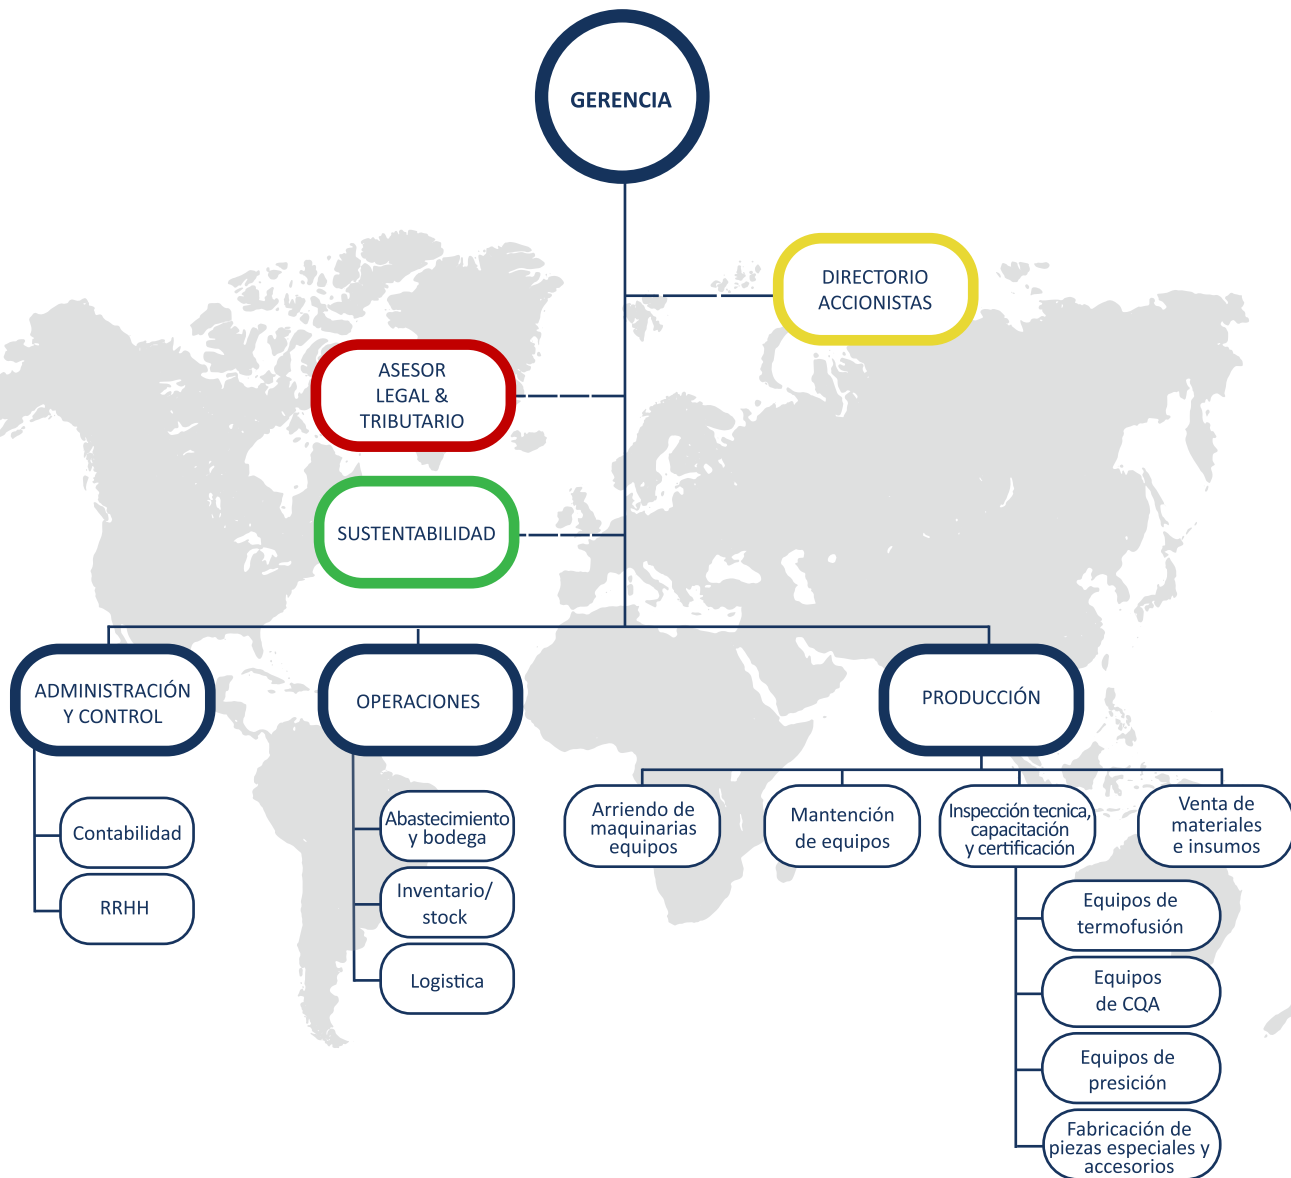 GERENCIA
DIRECTORIO
ACCIONISTAS
ASESOR
LEGAL &
TRIBUTARIO
SUSTENTABILIDAD
ADMINISTRACIÓN
Y CONTROL
OPERACIONES
PRODUCCIÓN
Contabilidad
RRHH
Abastecimiento
y bodega
Inventario/
stock
Logistica
Arriendo de
maquinarias
equipos
Mantención
de equipos
Inspección tecnica,
capacitación
y certificación
Venta de
materiales
e insumos
Equipos de
termofusión
Equipos
de CQA
Equipos de
presición
Fabricación de
piezas especiales y
accesorios